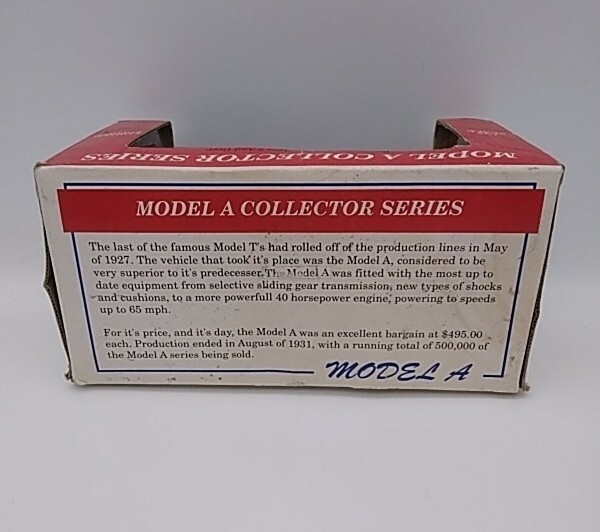 MODEL A COLLECTOR SERIES
MODEL A COLLECTOR SERIES
MODEL A COLLECTOR SERIES
The last of the famous Model T's had rolled off of the production lines in May
of 1927. The vehicle that took it's place was the Model A, considered to be
very superior to it's predecesser. The Model A was fitted with the most up to
date equipment from selective sliding gear transmission, new types of shocks
and cushions, to a more powerfull 40 horsepower engine, powering to speeds
up to 65 mph.
For it's price, and it's day, the Model A was an excellent bargain at $495.00
each. Production ended in August of 1931, with a running total of 500,000 of
the Model A series being sold.
MODEL A